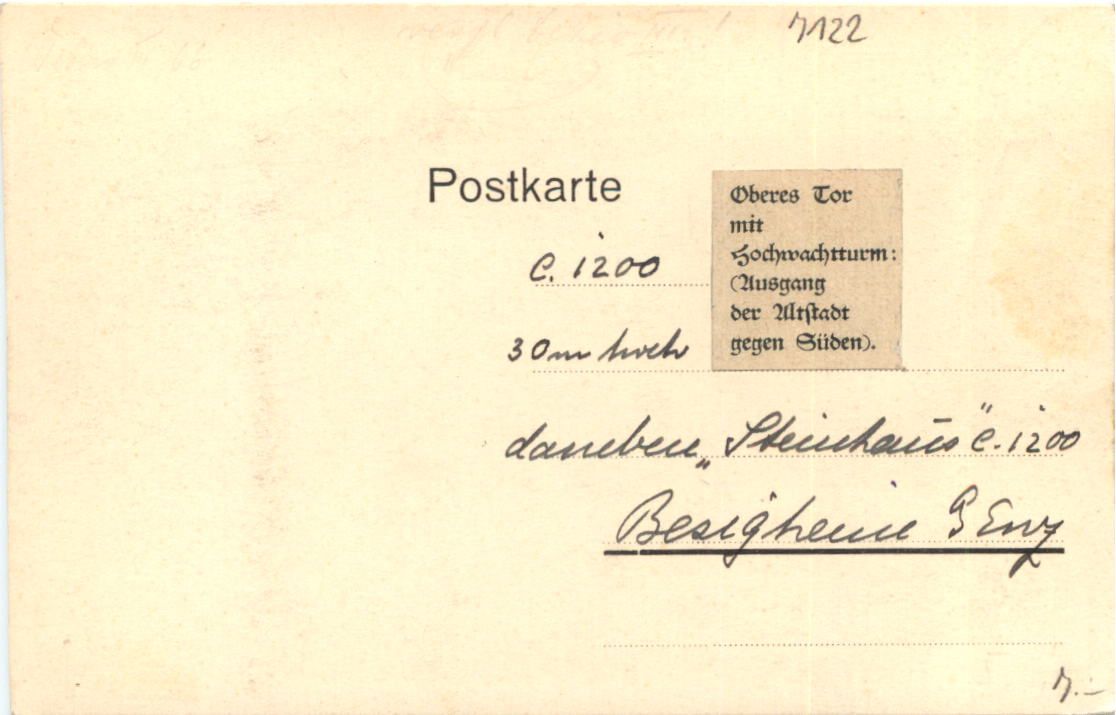 7122
Postkarte
Oberes Tor
mit
Hochwachtturm:
(Ausgang
der Altstadt
gegen Süden).
c. 1200
30m hoch
daneben „Steinhaus“ c. 1200
Besigheim Enz
7.-